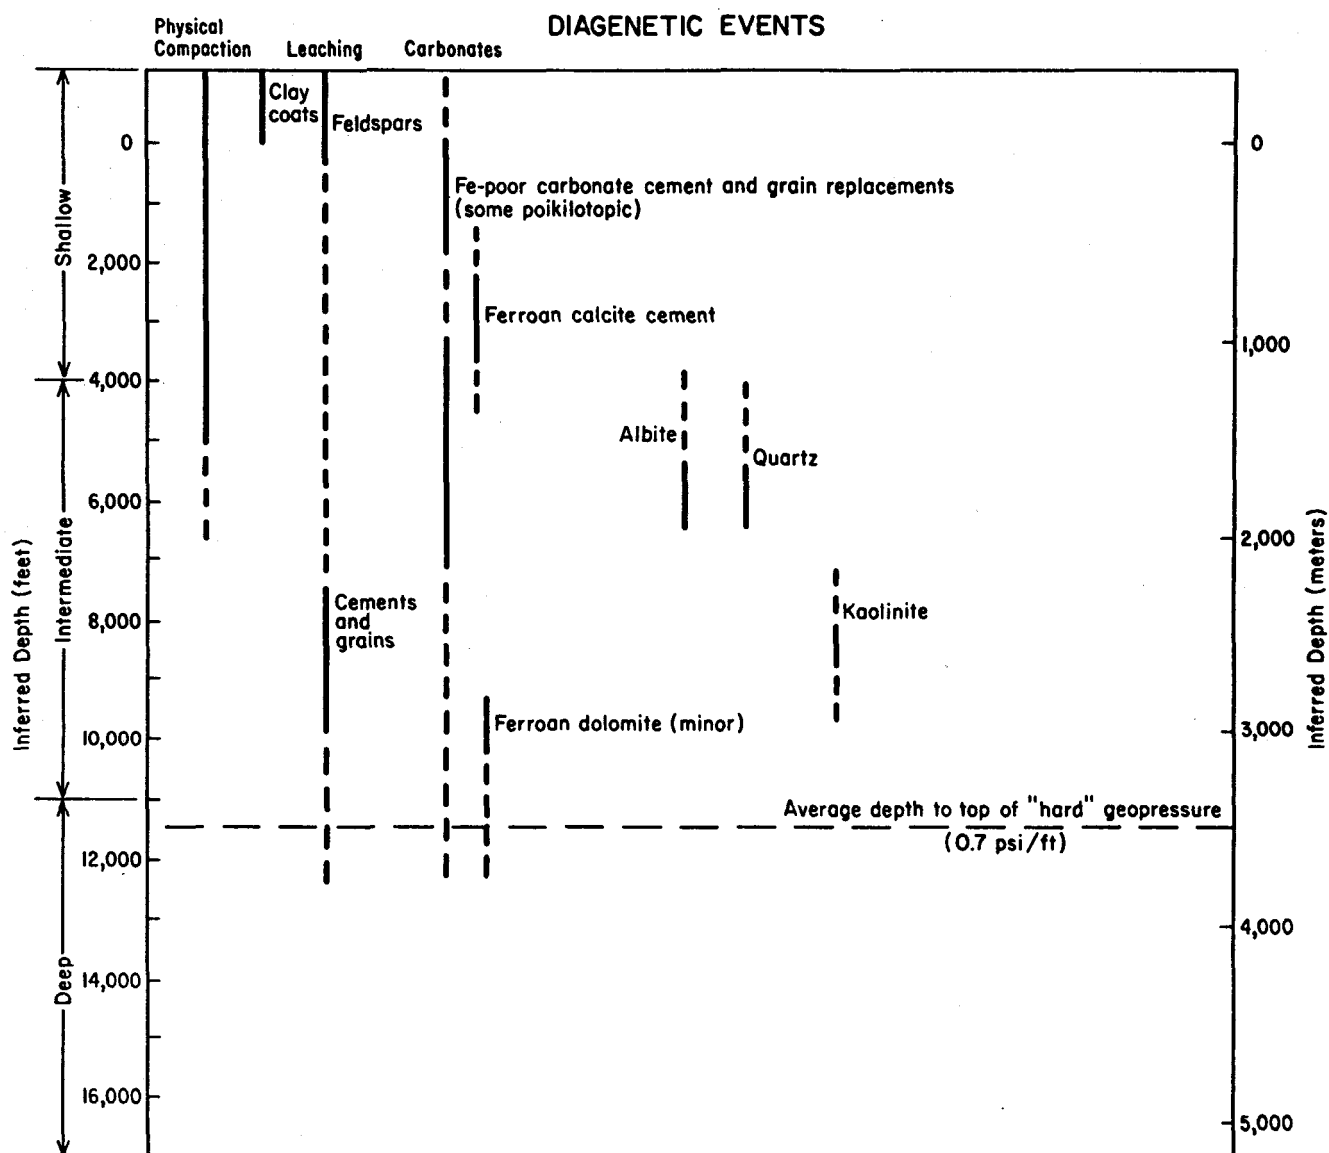 DIAGENETIC EVENTS
Physical
Compaction
Leaching
Carbonates
Clay
coats
Feldspars
0
0
Fe-poor carbonate cement and grain replacements
(some poikilotopic)
Shallow
2,000
Ferroan calcite cement
1,000
4,000
Albite
Quartz
6,000
2,000
Inferred Depth (feet)
Intermediate
Inferred Depth (meters)
Cements
and
grains
Kaolinite
8,000
Ferroan dolomite (minor)
10,000
3,000
Average depth to top of "hard" geopressure
(0.7 psi/ft)
12,000
4,000
Deep
14,000
16,000
5,000